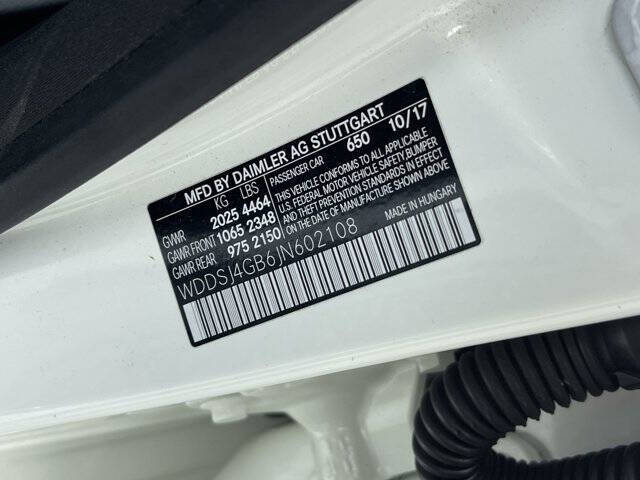 MFD BY DAIMLER AG STUTTGART
KG LBS
GVWR 2025 4464
GAWR FRONT 1065 2348
GAWR REAR 975 2150
PASSENGER CAR 650 10/17
THIS VEHICLE CONFORMS TO ALL APPLICABLE
U.S. FEDERAL MOTOR VEHICLE SAFETY, BUMPER
AND THEFT PREVENTION STANDARDS IN EFFECT
ON THE DATE OF MANUFACTURE SHOWN ABOVE
WDDSJ4GB6JN602108
MADE IN HUNGARY